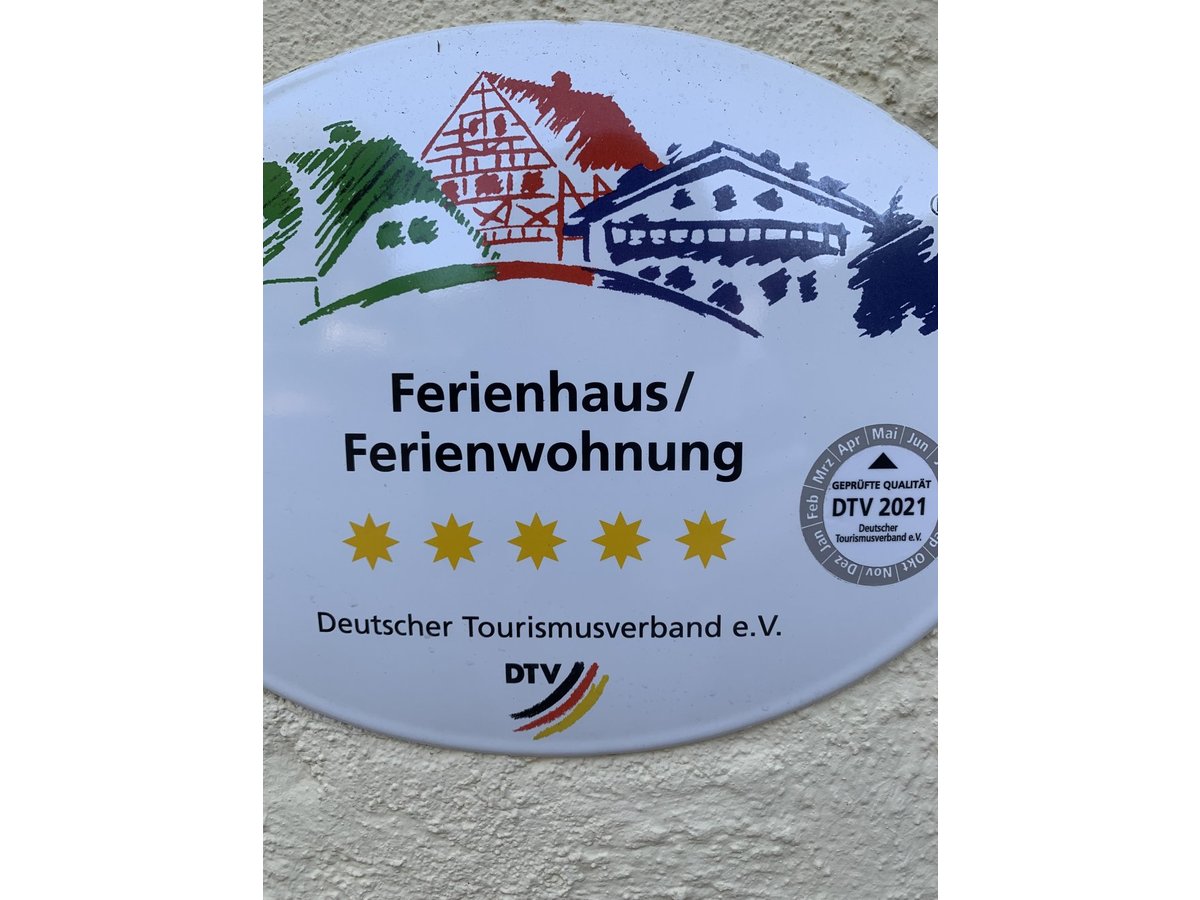 Ferienhaus/
Ferienwohnung
Jan Feb Mrz Apr Mai Jun
GEPRÜFTE QUALITÄT
DTV 2021
Deutscher
Tourismusverband e.V.
Okt Nov Dez
Deutscher Tourismusverband e.V.
DTV